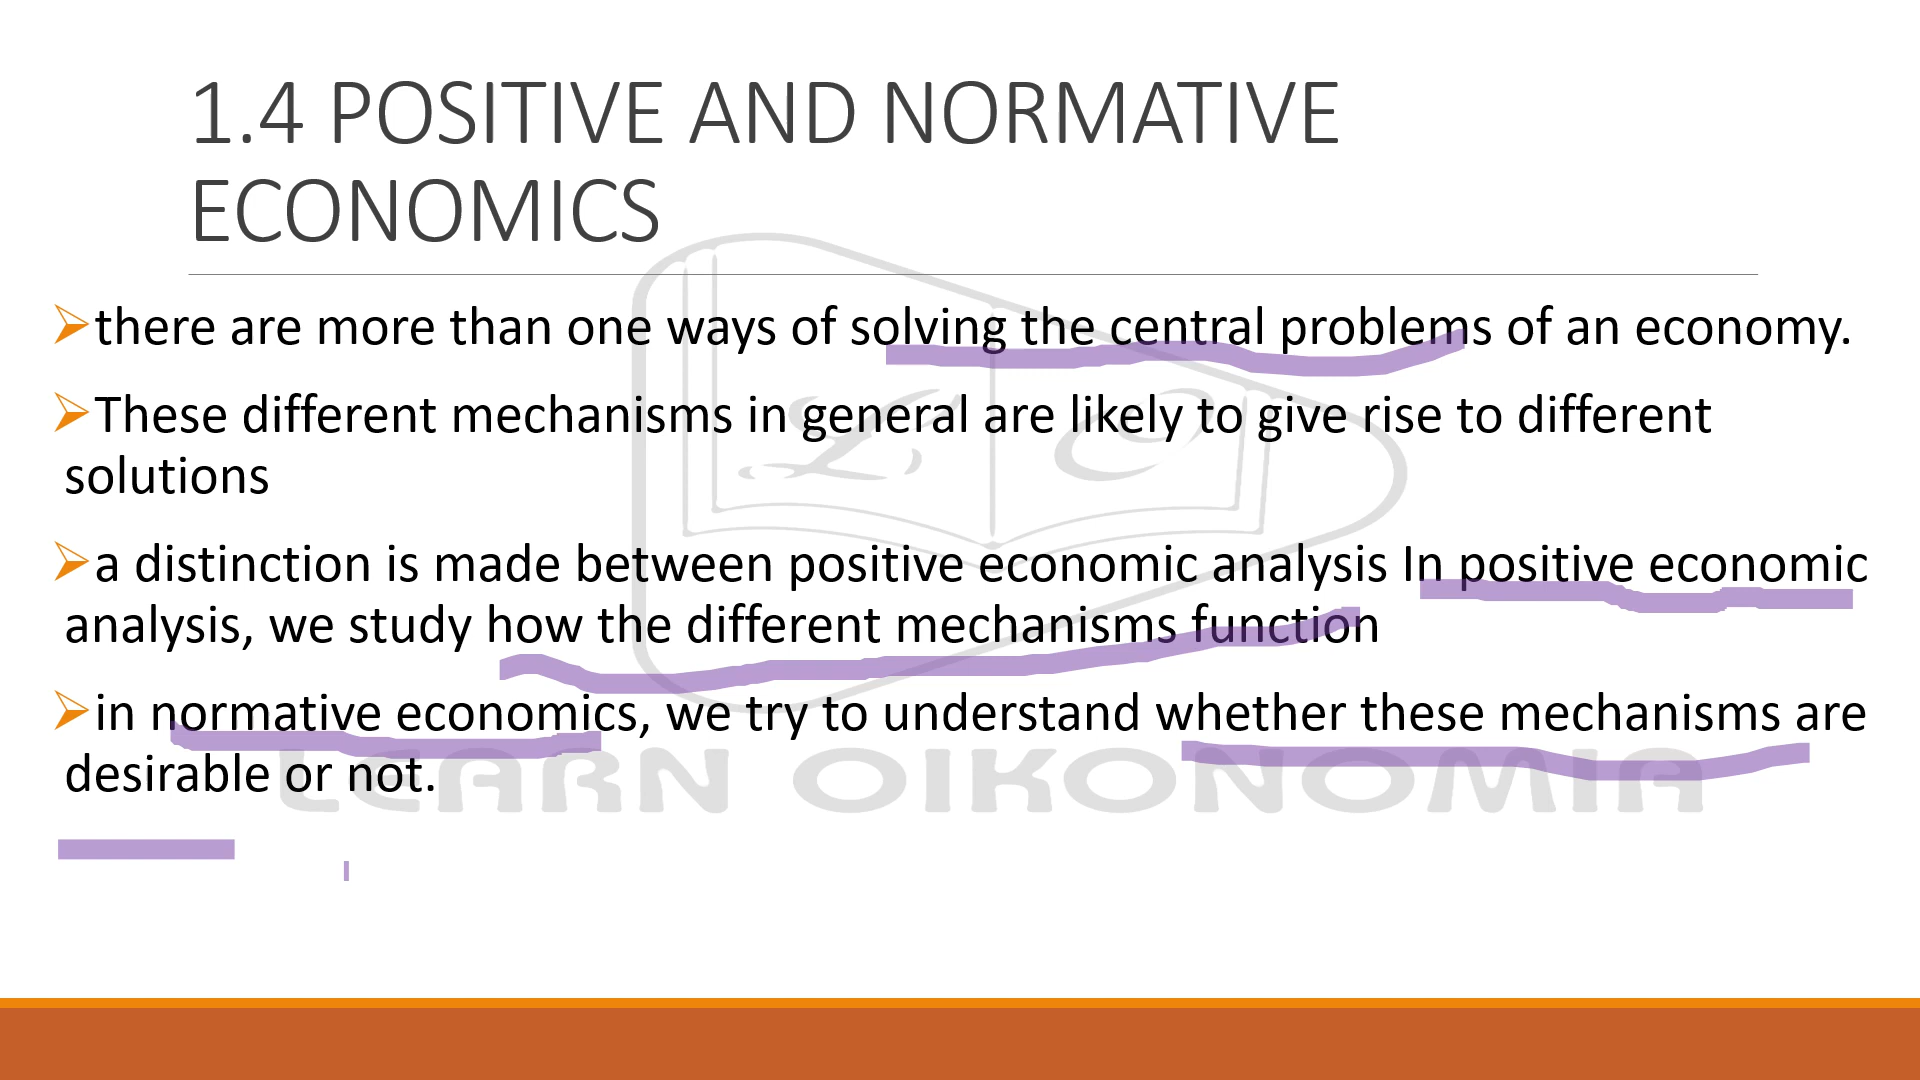 1.4 POSITIVE AND NORMATIVE
ECONOMICS
there are more than one ways of solving the central problems of an economy.
These different mechanisms in general are likely to give rise to different
solutions
a distinction is made between positive economic analysis In positive economic
analysis, we study how the different mechanisms function
in normative economics, we try to understand whether these mechanisms are
desirable or not.
LO
LEARN OIKONOMIA